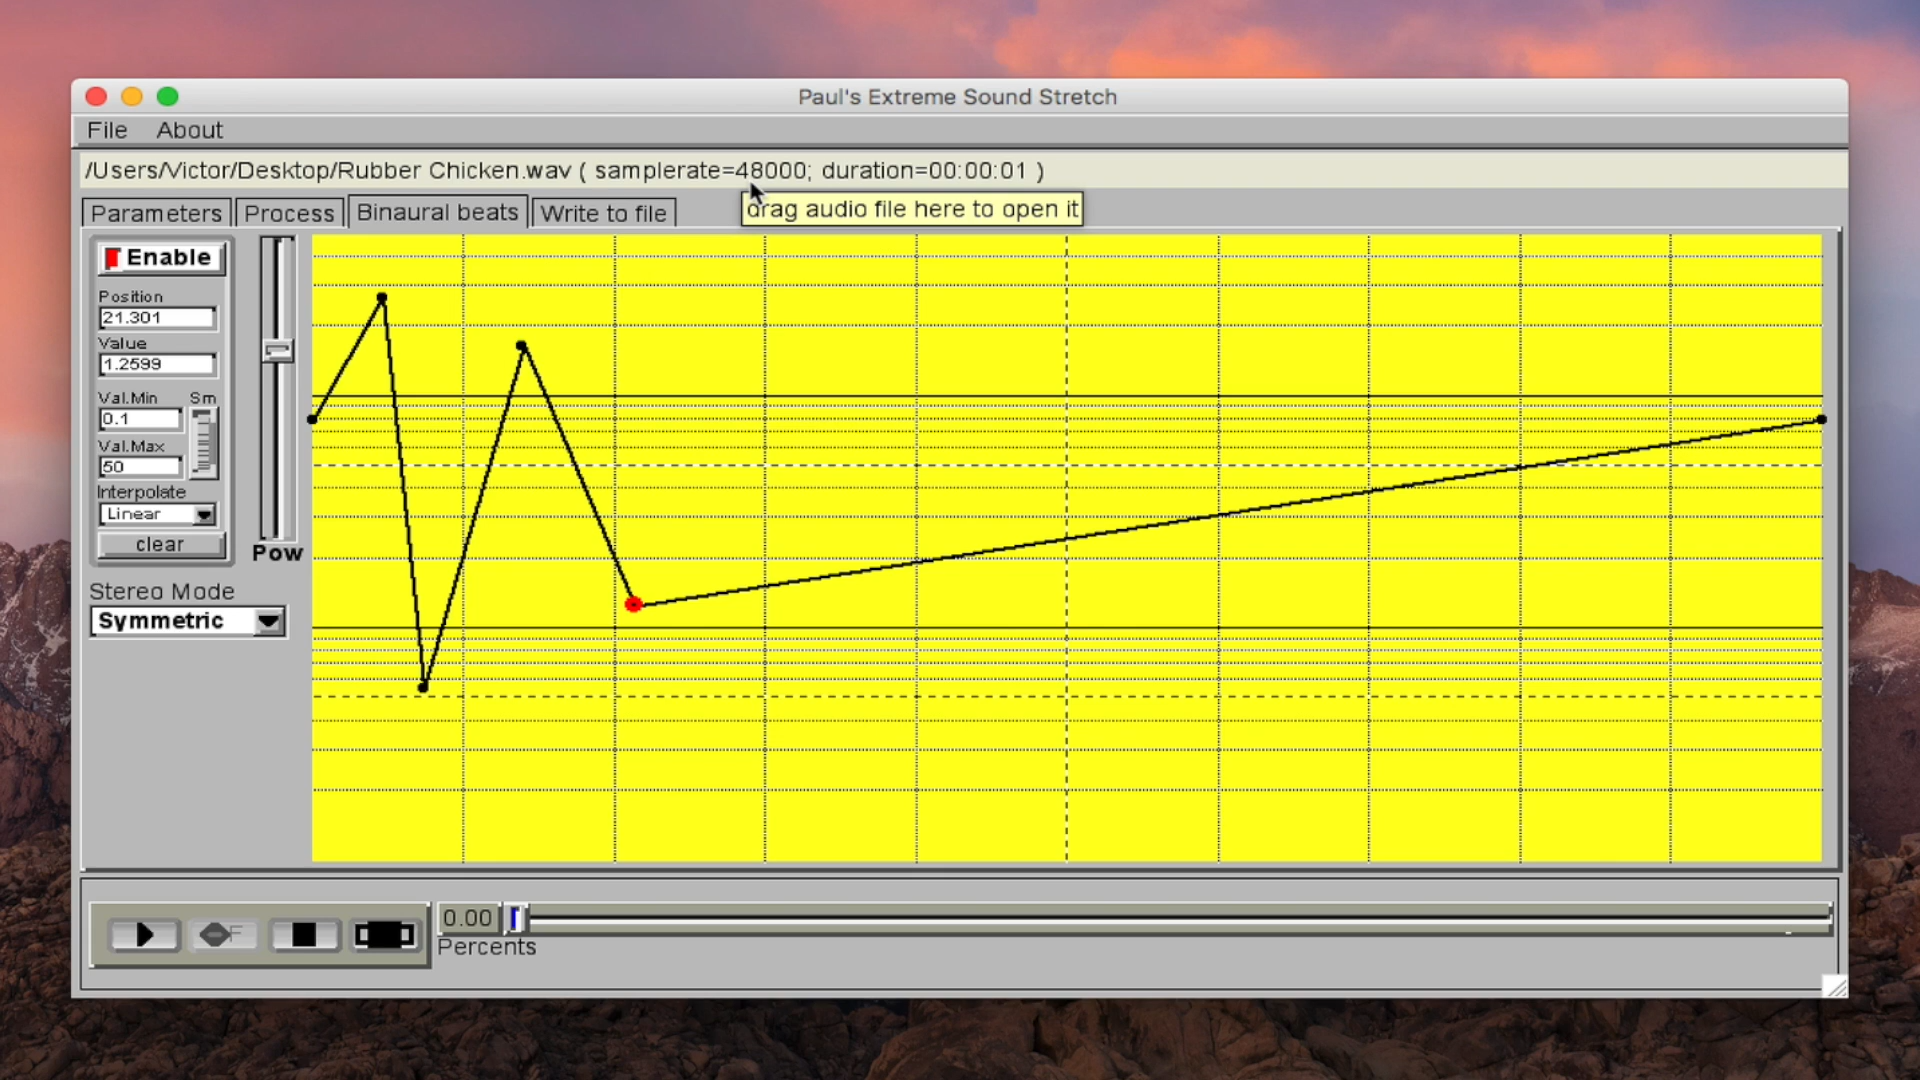 Paul's Extreme Sound Stretch
File About
/Users/Victor/Desktop/Rubber Chicken.wav ( samplerate=48000; duration=00:00:01 )
drag audio file here to open it
Parameters Process Binaural beats Write to file
Enable
Position
21.301
Value
1.2599
Val.Min Sm
0.1
Val.Max
50
Interpolate
Linear
clear
Pow
Stereo Mode
Symmetric
F
0.00
Percents